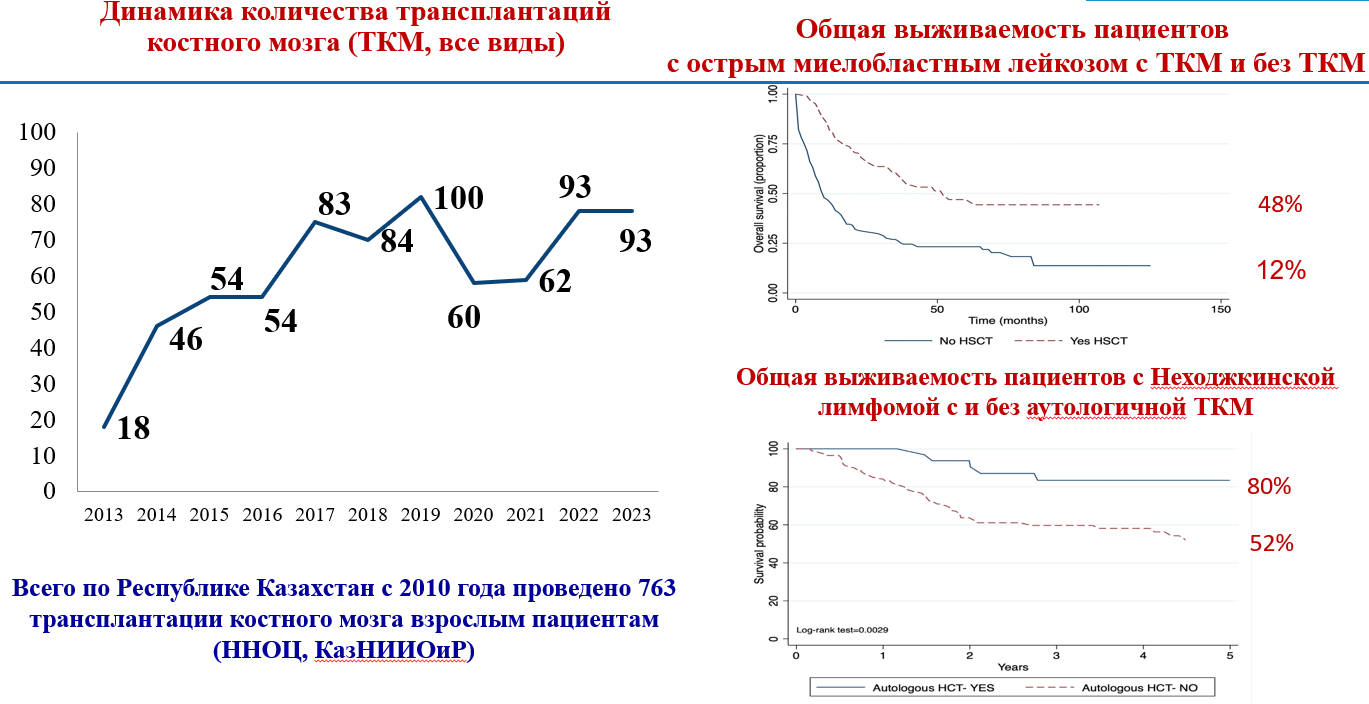 Динамика количества трансплантаций
костного мозга (ТКМ, все виды)
100
90
80
70
60
50
40
30
20
10
0
18
46
54
54
83
84
100
60
62
93
93
2013 2014 2015 2016 2017 2018 2019 2020 2021 2022 2023
Всего по Республике Казахстан с 2010 года проведено 763
трансплантации костного мозга взрослым пациентам
(ННОЦ, КазНИИОиР)
Общая выживаемость пациентов
с острым миелобластным лейкозом с ТКМ и без ТКМ
Overall survival (proportion)
1.00
0.75
0.50
0.25
0.00
0 50 100 150
Time (months)
No HSCT Yes HSCT
48%
12%
Общая выживаемость пациентов с Неходжкинской
лимфомой с и без аутологичной ТКМ
Survival probability
100
80
60
40
20
0
Log-rank test=0.0029
0 1 2 3 4 5
Years
Autologous HCT- YES Autologous HCT- NO
80%
52%